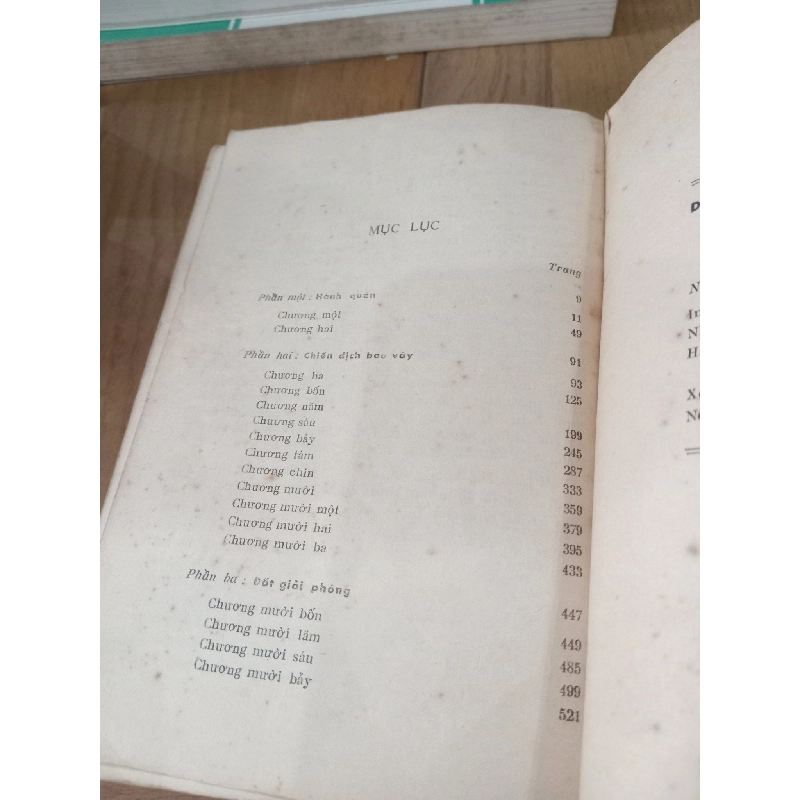 MỤC LỤC
Trang
Phần một : Hành quân 9
Chương một 11
Chương hai 49
Phần hai : Chiến dịch bao vây 91
Chương ba 93
Chương bốn 125
Chương năm
Chương sáu 199
Chương bẩy 245
Chương tám 287
Chương chín 333
Chương mười 359
Chương mười một 379
Chương mười hai 395
Chương mười ba 433
Phần ba : Đất giải phóng 447
Chương mười bốn 449
Chương mười lăm 485
Chương mười sáu 499
Chương mười bẩy 521